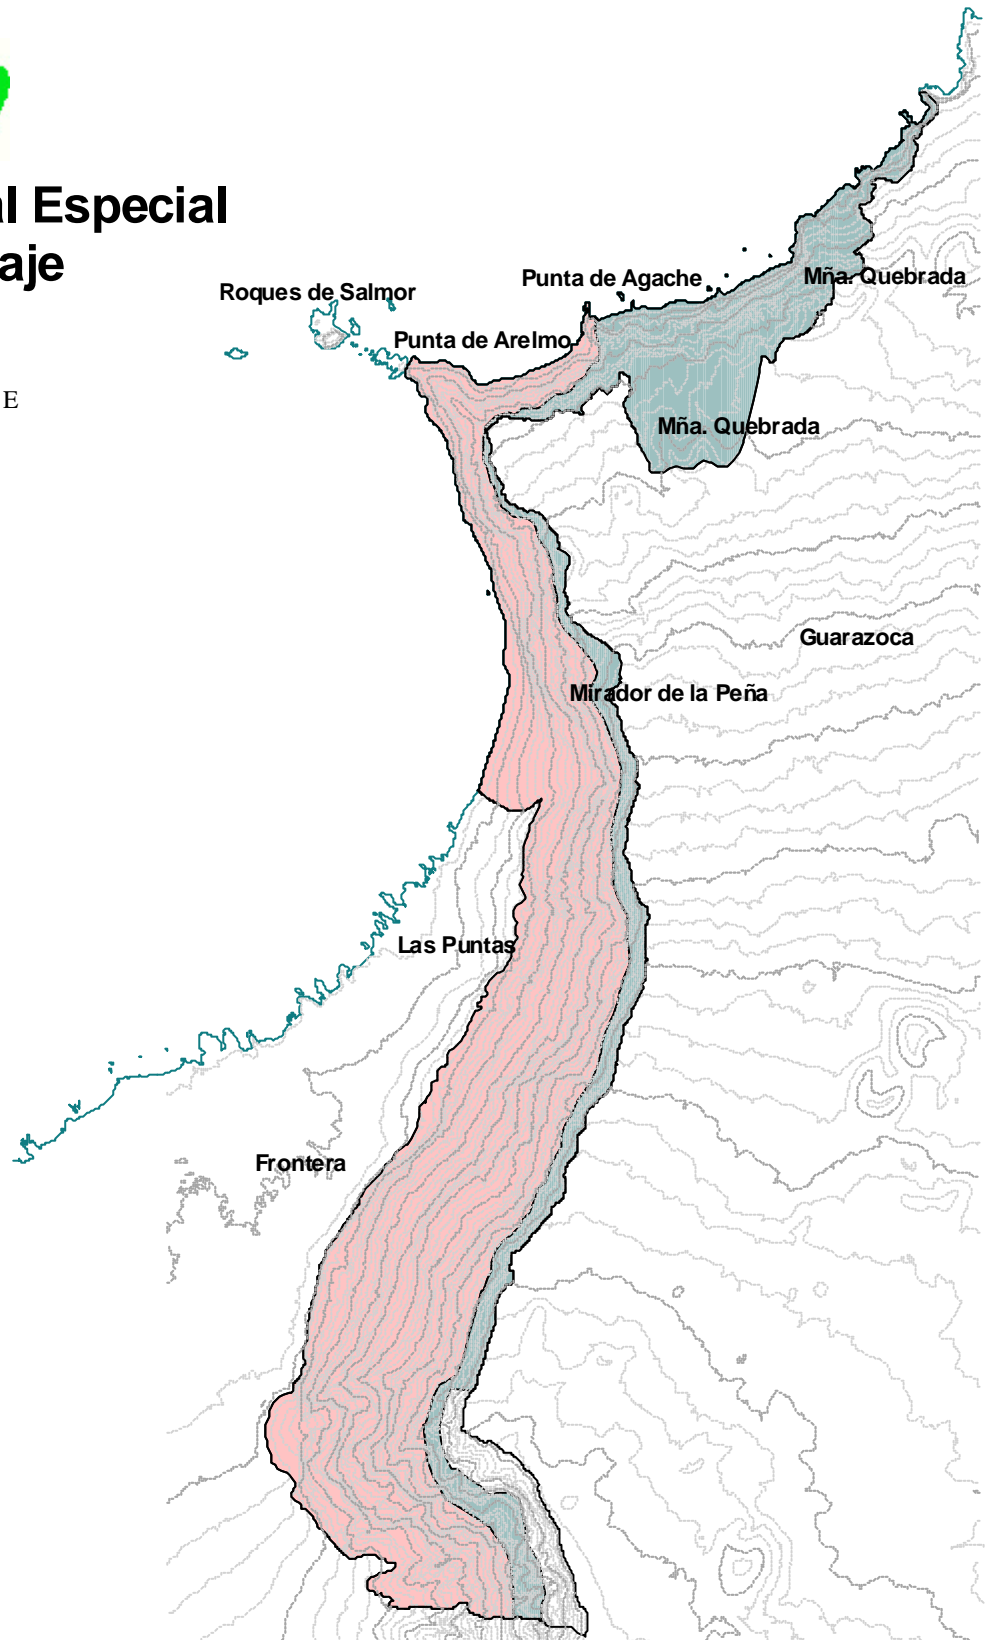 l Especial
aje
Roques de Salmor
Punta de Agache
Mña. Quebrada
Punta de Arelmo
E
Mña. Quebrada
Guarazoca
Mirador de la Peña
Las Puntas
Frontera